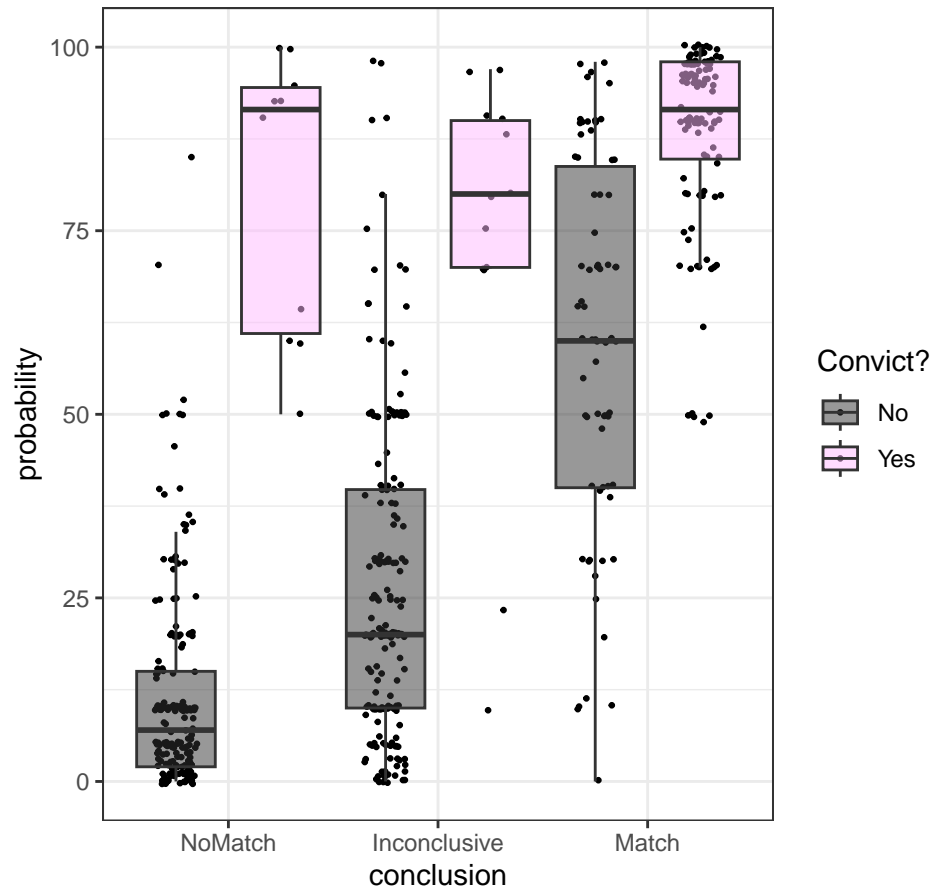 100
75
50
25
0
probability
NoMatch
Inconclusive
Match
conclusion
Convict?
No
Yes